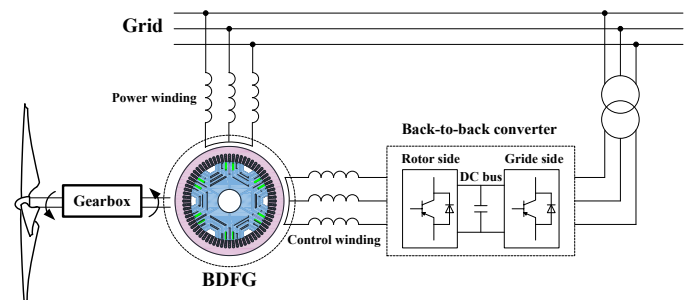 Grid
Power winding
Back-to-back converter
Rotor side
Gride side
DC bus
Gearbox
Control winding
BDFG